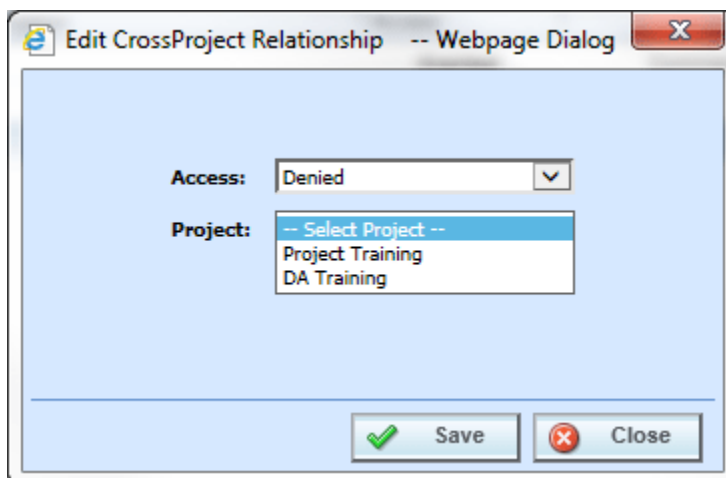 Edit CrossProject Relationship -- Webpage Dialog
Access: Denied
Project: -- Select Project --
Project Training
DA Training
Save Close